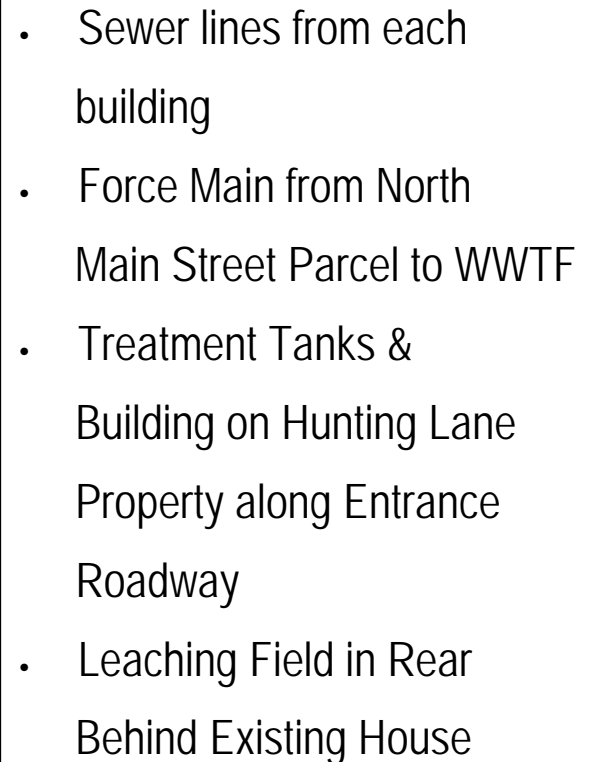 • Sewer lines from each
building
• Force Main from North
Main Street Parcel to WWTF
• Treatment Tanks &
Building on Hunting Lane
Property along Entrance
Roadway
• Leaching Field in Rear
Behind Existing House